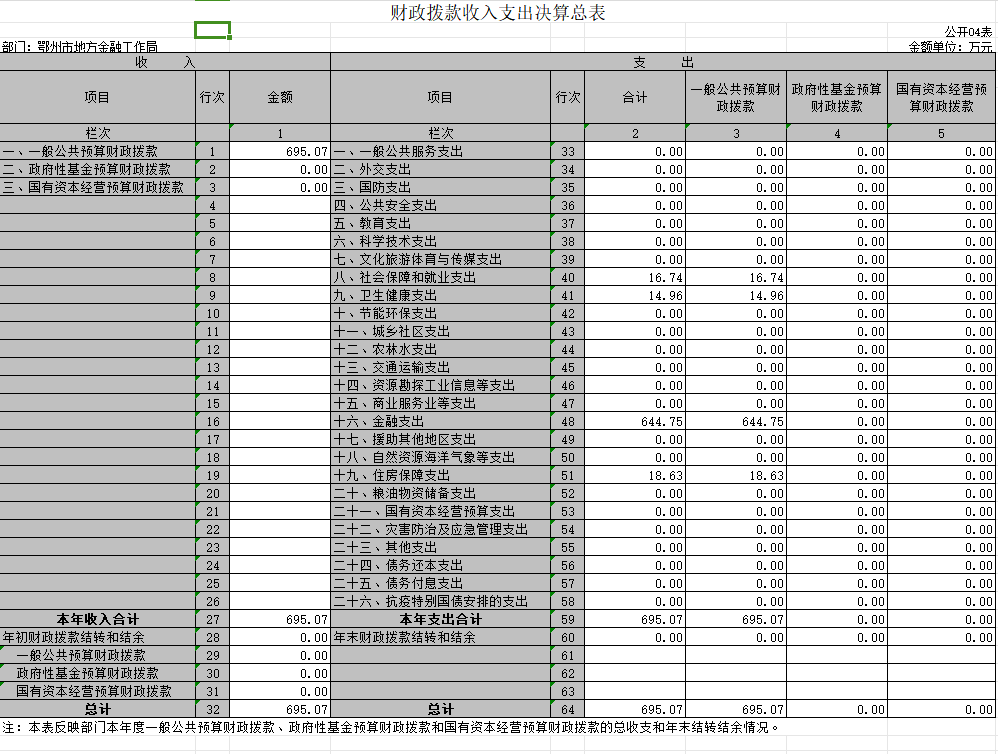 财政拨款收入支出决算总表
公开04表
部门：鄂州市地方金融工作局 金额单位：万元
收 入 支 出
项目 行次 金额 项目 行次 合计 一般公共预算财政拨款 政府性基金预算财政拨款 国有资本经营预算财政拨款
栏次 1 栏次 2 3 4 5
一、一般公共预算财政拨款 1 695.07 一、一般公共服务支出 33 0.00 0.00 0.00 0.00
二、政府性基金预算财政拨款 2 0.00 二、外交支出 34 0.00 0.00 0.00 0.00
三、国有资本经营预算财政拨款 3 0.00 三、国防支出 35 0.00 0.00 0.00 0.00
4 四、公共安全支出 36 0.00 0.00 0.00 0.00
5 五、教育支出 37 0.00 0.00 0.00 0.00
6 六、科学技术支出 38 0.00 0.00 0.00 0.00
7 七、文化旅游体育与传媒支出 39 0.00 0.00 0.00 0.00
8 八、社会保障和就业支出 40 16.74 16.74 0.00 0.00
9 九、卫生健康支出 41 14.96 14.96 0.00 0.00
10 十、节能环保支出 42 0.00 0.00 0.00 0.00
11 十一、城乡社区支出 43 0.00 0.00 0.00 0.00
12 十二、农林水支出 44 0.00 0.00 0.00 0.00
13 十三、交通运输支出 45 0.00 0.00 0.00 0.00
14 十四、资源勘探工业信息等支出 46 0.00 0.00 0.00 0.00
15 十五、商业服务业等支出 47 0.00 0.00 0.00 0.00
16 十六、金融支出 48 644.75 644.75 0.00 0.00
17 十七、援助其他地区支出 49 0.00 0.00 0.00 0.00
18 十八、自然资源海洋气象等支出 50 0.00 0.00 0.00 0.00
19 十九、住房保障支出 51 18.63 18.63 0.00 0.00
20 二十、粮油物资储备支出 52 0.00 0.00 0.00 0.00
21 二十一、国有资本经营预算支出 53 0.00 0.00 0.00 0.00
22 二十二、灾害防治及应急管理支出 54 0.00 0.00 0.00 0.00
23 二十三、其他支出 55 0.00 0.00 0.00 0.00
24 二十四、债务还本支出 56 0.00 0.00 0.00 0.00
25 二十五、债务付息支出 57 0.00 0.00 0.00 0.00
26 二十六、抗疫特别国债安排的支出 58 0.00 0.00 0.00 0.00
本年收入合计 27 695.07 本年支出合计 59 695.07 695.07 0.00 0.00
年初财政拨款结转和结余 28 0.00 年末财政拨款结转和结余 60 0.00 0.00 0.00 0.00
一般公共预算财政拨款 29 0.00 61
政府性基金预算财政拨款 30 0.00 62
国有资本经营预算财政拨款 31 0.00 63
总计 32 695.07 总计 64 695.07 695.07 0.00 0.00
注：本表反映部门本年度一般公共预算财政拨款、政府性基金预算财政拨款和国有资本经营预算财政拨款的总收支和年末结转结余情况。